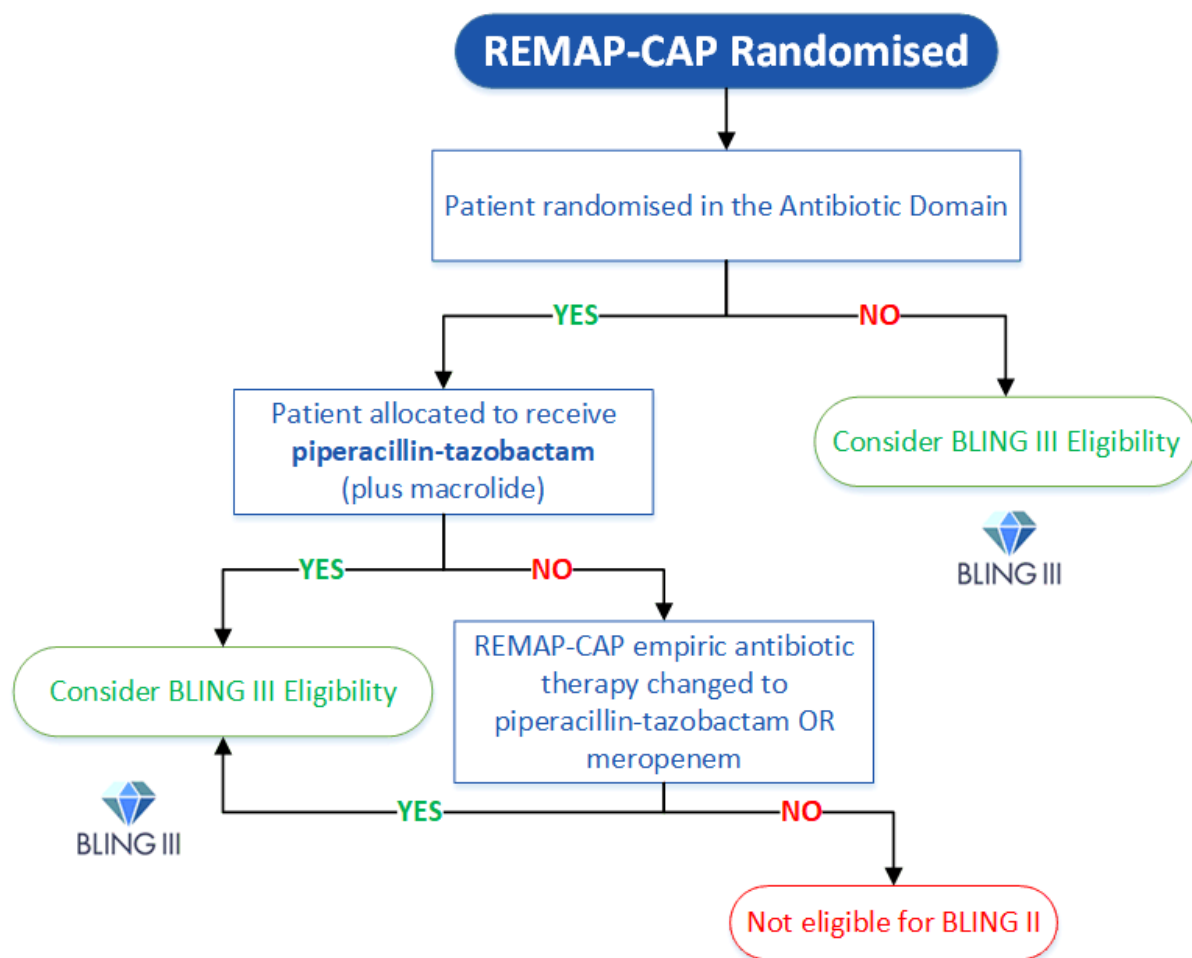 REMAP-CAP Randomised
Patient randomised in the Antibiotic Domain
YES
NO
Patient allocated to receive
piperacillin-tazobactam
(plus macrolide)
Consider BLING III Eligibility
BLING III
YES
NO
Consider BLING III Eligibility
REMAP-CAP empiric antibiotic
therapy changed to
piperacillin-tazobactam OR
meropenem
BLING III
YES
NO
Not eligible for BLING II